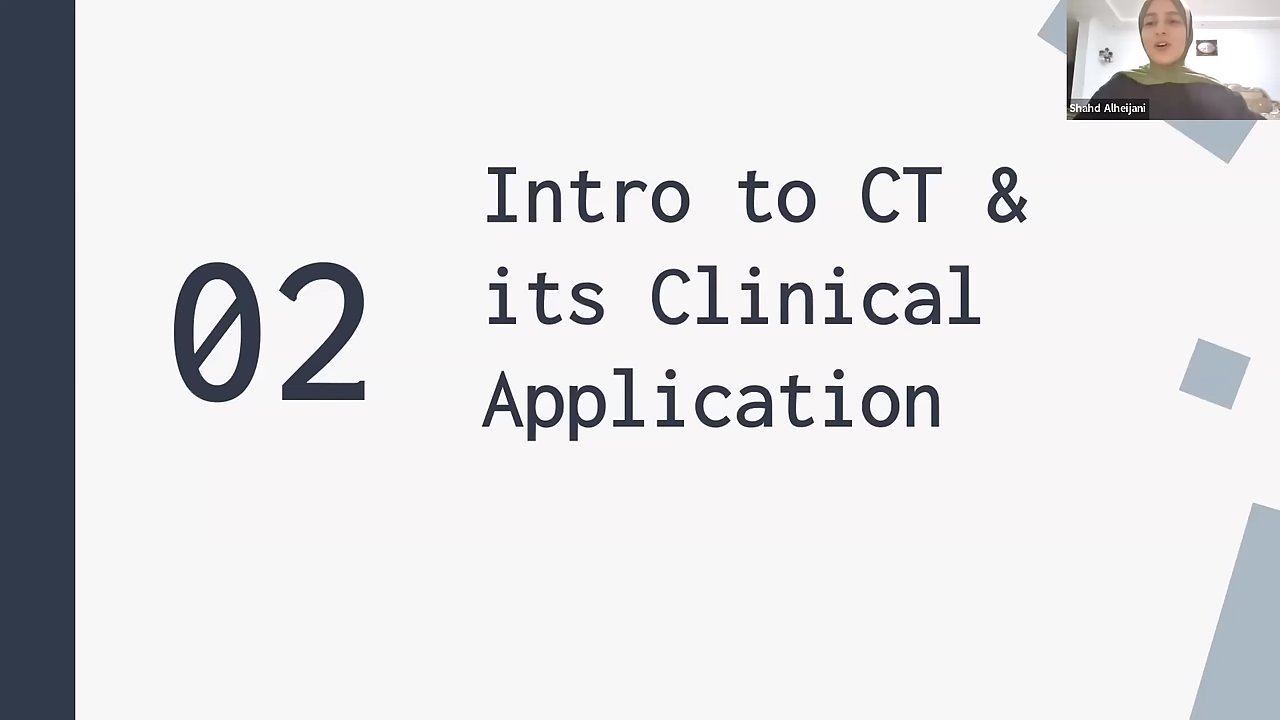 Shahd Alheijani
02
Intro to CT &
its Clinical
Application